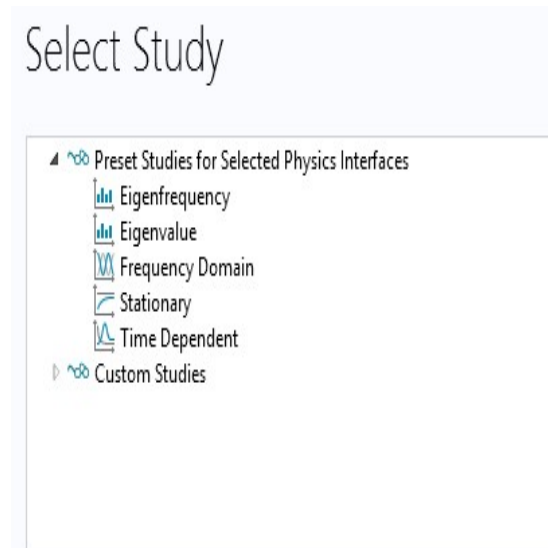 Select Study
Preset Studies for Selected Physics Interfaces
Eigenfrequency
Eigenvalue
Frequency Domain
Stationary
Time Dependent
Custom Studies